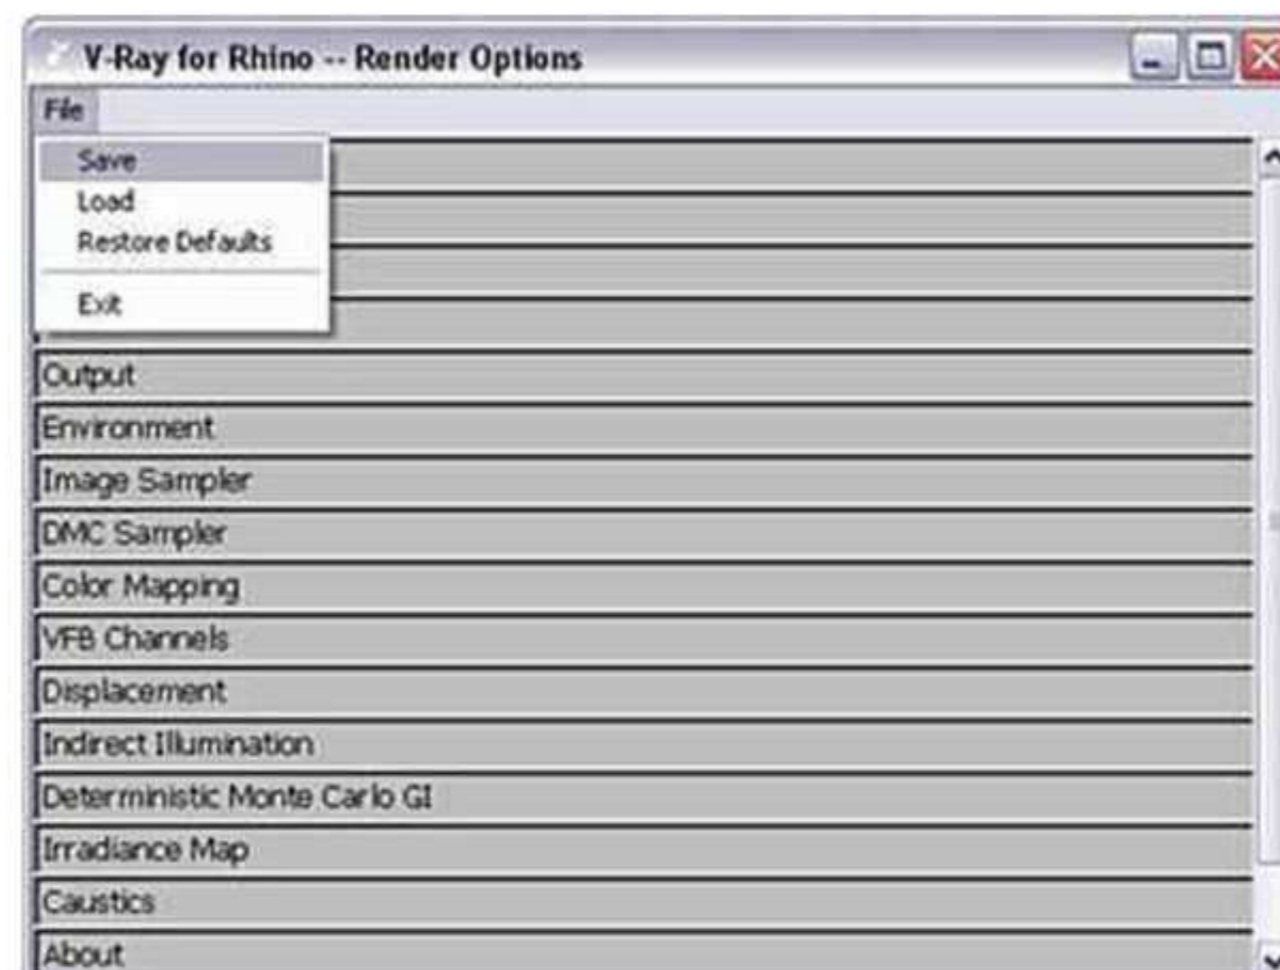 V-Ray for Rhino -- Render Options
File
Save
Load
Restore Defaults
Exit
Output
Environment
Image Sampler
DMC Sampler
Color Mapping
VFB Channels
Displacement
Indirect Illumination
Deterministic Monte Carlo GI
Irradiance Map
Caustics
About